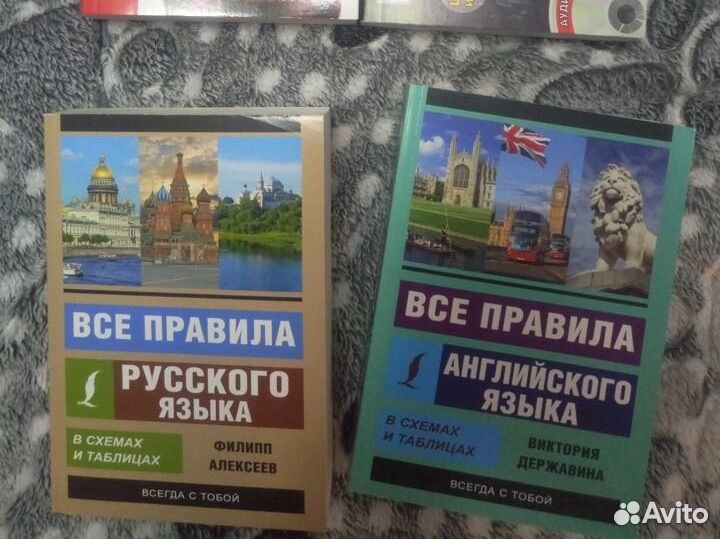 АУДИ
ВСЕ ПРАВИЛА
РУССКОГО
ЯЗЫКА
В СХЕМАХ
И ТАБЛИЦАХ
ФИЛИПП
АЛЕКСЕЕВ
ВСЕГДА С ТОБОЙ
ВСЕ ПРАВИЛА
АНГЛИЙСКОГО
ЯЗЫКА
В СХЕМАХ
И ТАБЛИЦАХ
ВИКТОРИЯ
ДЕРЖАВИНА
ВСЕГДА С ТОБОЙ
Avito